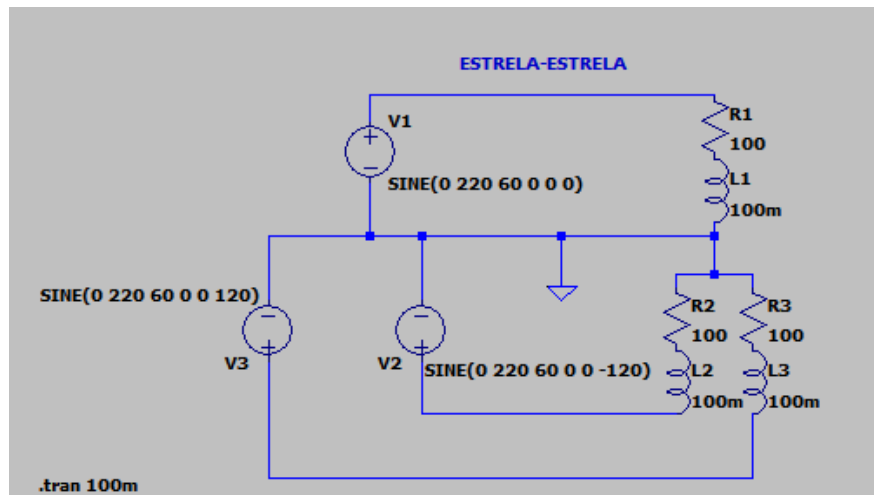 ESTRELA-ESTRELA
V1
SINE(0 220 60 0 0 0)
R1
100
L1
100m
SINE(0 220 60 0 0 120)
V3
V2
SINE(0 220 60 0 0 -120)
R2
100
L2
100m
R3
100
L3
100m
.tran 100m